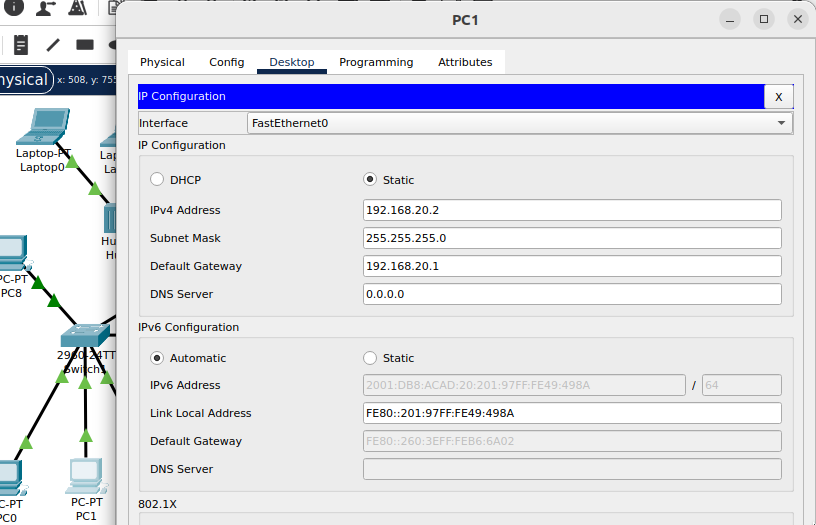 PC1
Physical Config Desktop Programming Attributes
hysical x: 508, y: 755
IP Configuration X
Interface FastEthernet0
IP Configuration
DHCP Static
IPv4 Address 192.168.20.2
Subnet Mask 255.255.255.0
Default Gateway 192.168.20.1
DNS Server 0.0.0.0
IPv6 Configuration
Automatic Static
IPv6 Address 2001:DB8:ACAD:20:201:97FF:FE49:498A / 64
Link Local Address FE80::201:97FF:FE49:498A
Default Gateway FE80::260:3EFF:FEB6:6A02
DNS Server
802.1X
Laptop-PT
Laptop0
Lap
La
Hu
H
PC-PT
PC8
2960-24TT
Switch1
C-PT
PC0
PC-PT
PC1